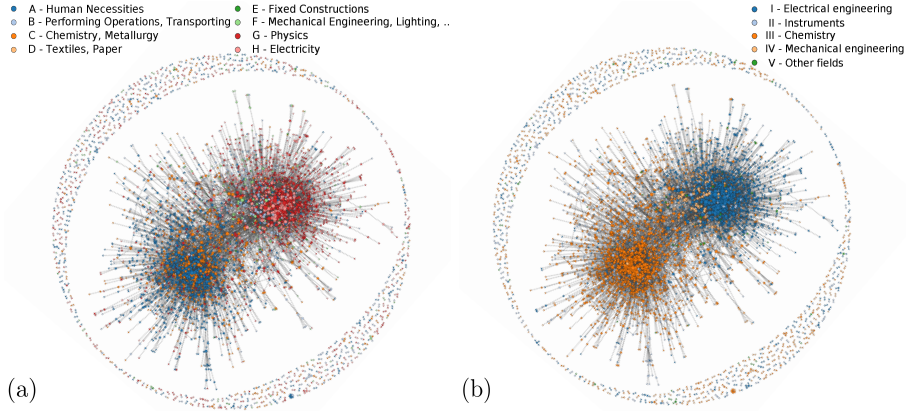 A - Human Necessities
B - Performing Operations, Transporting
C - Chemistry, Metallurgy
D - Textiles, Paper
E - Fixed Constructions
F - Mechanical Engineering, Lighting, ..
G - Physics
H - Electricity
(a)
I - Electrical engineering
II - Instruments
III - Chemistry
IV - Mechanical engineering
V - Other fields
(b)